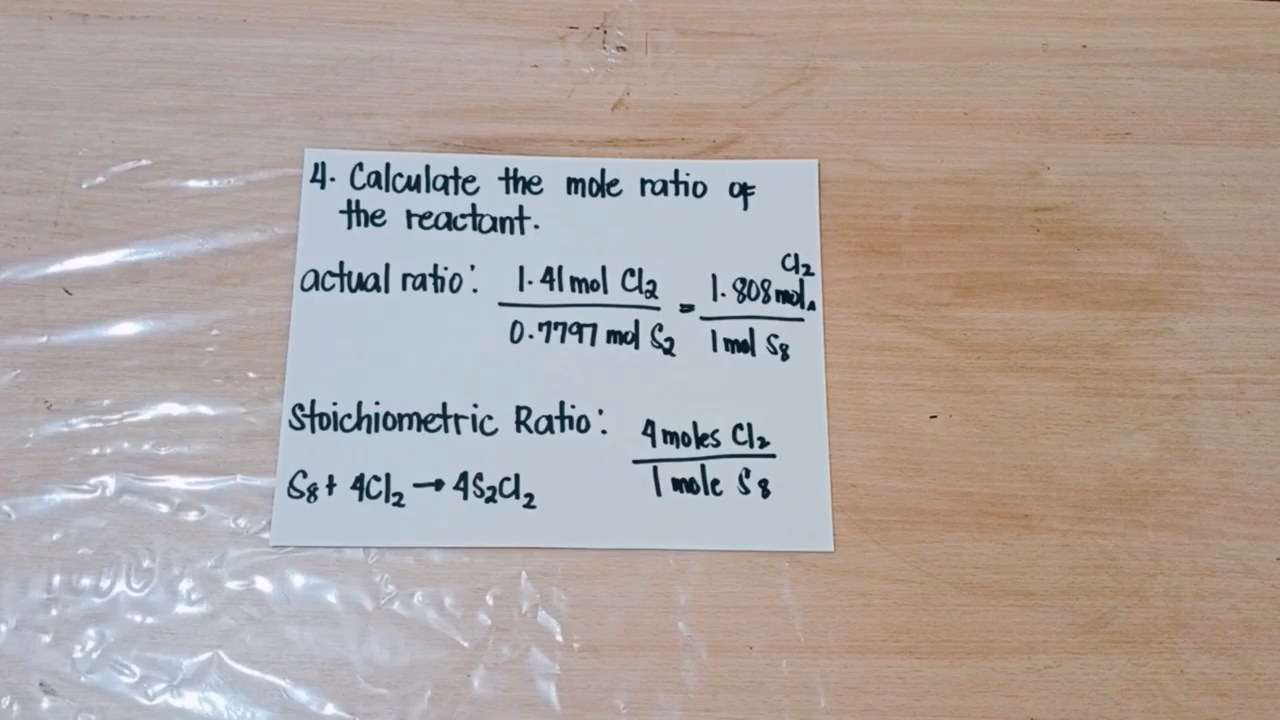 4. Calculate the mole ratio of
the reactant.
actual ratio: 1.41 mol Cl₂ / 0.7797 mol S₂ = 1.808 mol Cl₂ / 1 mol S₈
Stoichiometric Ratio: 4 moles Cl₂ / 1 mole S₈
S₈ + 4Cl₂ → 4S₂Cl₂